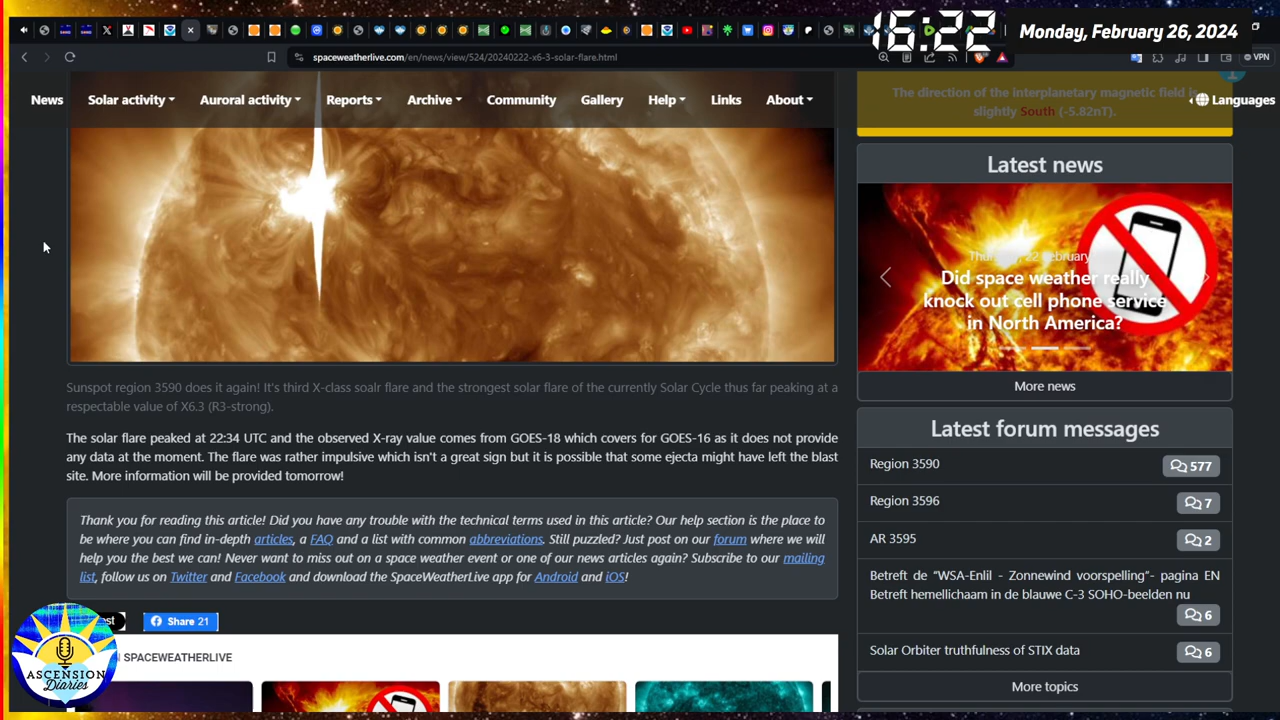 16:22
Monday, February 26, 2024
spaceweatherlive.com/en/news/view/524/20240222-x6-3-solar-flare.html
VPN
News Solar activity Auroral activity Reports Archive Community Gallery Help Links About Languages
The direction of the interplanetary magnetic field is
slightly South (-5.82nT).
Sunspot region 3590 does it again! It's third X-class soalr flare and the strongest solar flare of the currently Solar Cycle thus far peaking at a
respectable value of X6.3 (R3-strong).
The solar flare peaked at 22:34 UTC and the observed X-ray value comes from GOES-18 which covers for GOES-16 as it does not provide
any data at the moment. The flare was rather impulsive which isn't a great sign but it is possible that some ejecta might have left the blast
site. More information will be provided tomorrow!
Thank you for reading this article! Did you have any trouble with the technical terms used in this article? Our help section is the place to
be where you can find in-depth articles, a FAQ and a list with common abbreviations. Still puzzled? Just post on our forum where we will
help you the best we can! Never want to miss out on a space weather event or one of our news articles again? Subscribe to our mailing
list, follow us on Twitter and Facebook and download the SpaceWeatherLive app for Android and iOS!
Share 21
SPACEWEATHERLIVE
ASCENSION
Diaries
Latest news
Thursday, 22 February
Did space weather really
knock out cell phone service
in North America?
More news
Latest forum messages
Region 3590 577
Region 3596 7
AR 3595 2
Betreft de “WSA-Enlil - Zonnewind voorspelling”- pagina EN
Betreft hemellichaam in de blauwe C-3 SOHO-beelden nu
6
Solar Orbiter truthfulness of STIX data 6
More topics